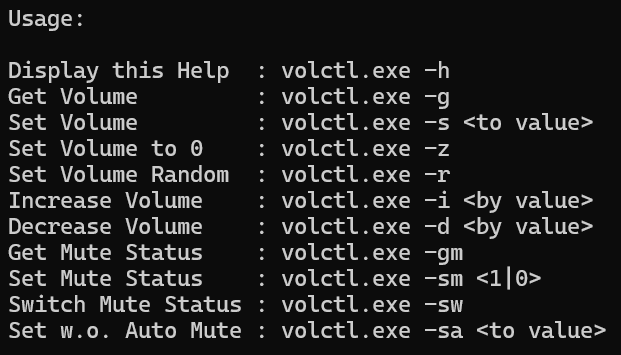 Usage:

Display this Help  : volctl.exe -h
Get Volume         : volctl.exe -g
Set Volume         : volctl.exe -s <to value>
Set Volume to 0    : volctl.exe -z
Set Volume Random  : volctl.exe -r
Increase Volume    : volctl.exe -i <by value>
Decrease Volume    : volctl.exe -d <by value>
Get Mute Status    : volctl.exe -gm
Set Mute Status    : volctl.exe -sm <1|0>
Switch Mute Status : volctl.exe -sw
Set w.o. Auto Mute : volctl.exe -sa <to value>